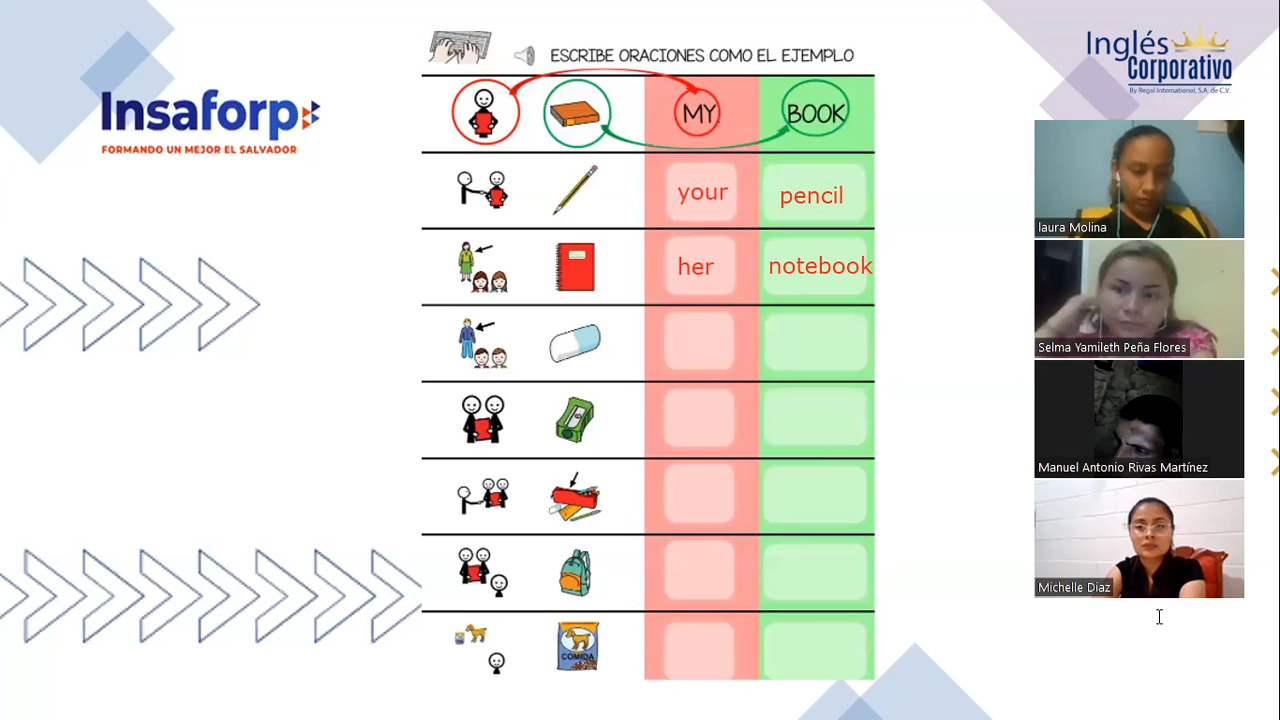 Insaforp
FORMANDO UN MEJOR EL SALVADOR
ESCRIBE ORACIONES COMO EL EJEMPLO
MY BOOK
your pencil
her notebook
COMIDA
Inglés
Corporativo
By Regal International, S.A. de C.V.
laura Molina
Selma Yamileth Peña Flores
Manuel Antonio Rivas Martínez
Michelle Diaz